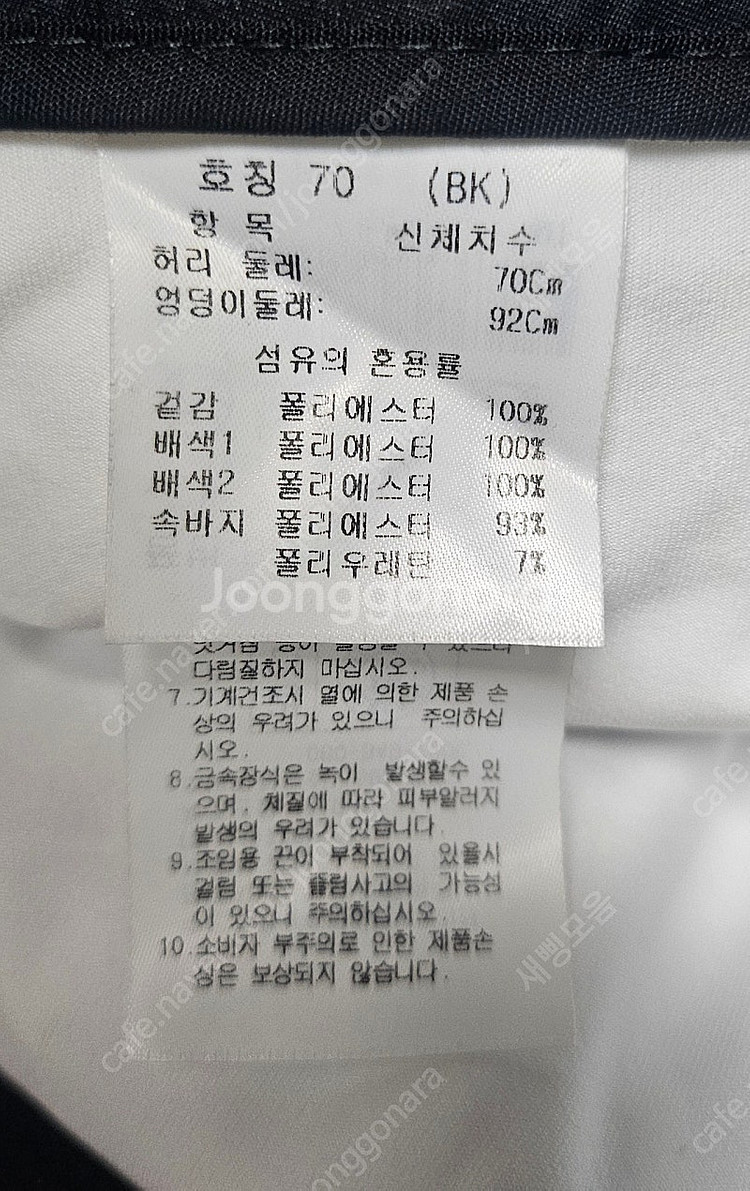 호칭 70 (BK)
항 목 신체치수
허리 둘레: 70Cm
엉덩이둘레: 92Cm
섬유의 혼용률
겉감 폴리에스터 100%
배색1 폴리에스터 100%
배색2 폴리에스터 100%
속바지 폴리에스터 93%
폴리우레탄 7%
Joonggonara
다림질하지 마십시오.
7.기계건조시 열에 의한 제품 손
상의 우려가 있으니 주의하십
시오.
8.금속장식은 녹이 발생할수 있
으며, 체질에 따라 피부알러지
발생의 우려가 있습니다.
9.조임용 끈이 부착되어 있을시
걸림 또는 끌림사고의 가능성
이 있으니 주의하십시오.
10.소비자 부주의로 인한 제품손
상은 보상되지 않습니다.
새삥모음